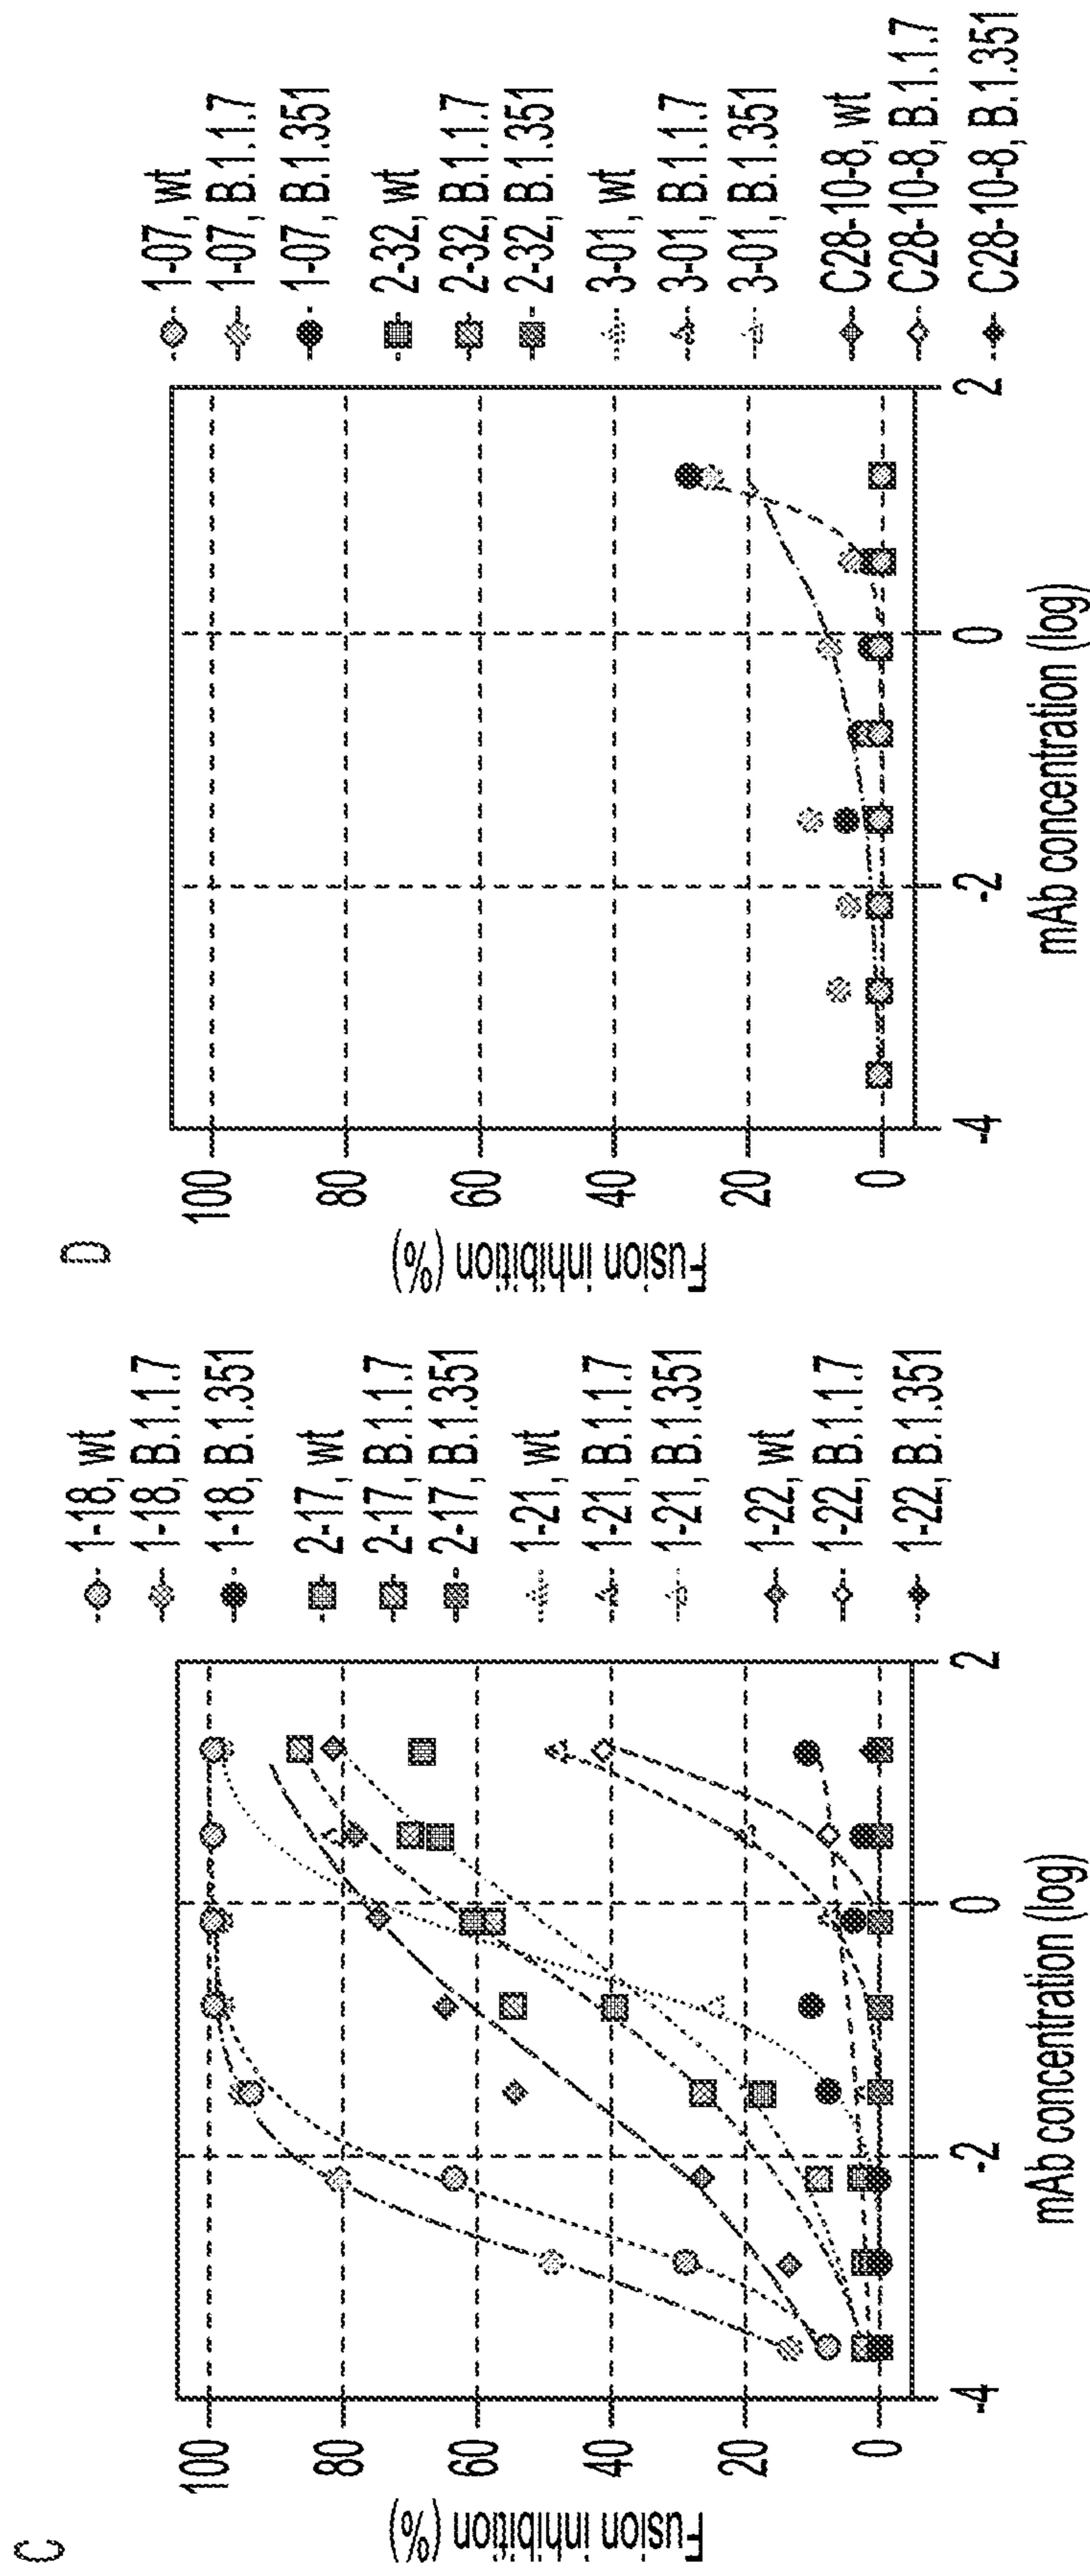 C
Fusion inhibition
(%)
100
80
60
40
20
0
-4
-2
0
2
mAb concentration (log)
1-18, wt
1-18, B.1.1.7
1-18, B.1.351
2-17, wt
2-17, B.1.1.7
2-17, B.1.351
1-21, wt
1-21, B.1.1.7
1-21, B.1.351
1-22, wt
1-22, B.1.1.7
1-22, B.1.351
D
Fusion inhibition
(%)
100
80
60
40
20
0
-4
-2
0
2
mAb concentration (log)
1-07, wt
1-07, B.1.1.7
1-07, B.1.351
2-32, wt
2-32, B.1.1.7
2-32, B.1.351
3-01, wt
3-01, B.1.1.7
3-01, B.1.351
C28-10-8, wt
C28-10-8, B.1.1.7
C28-10-8, B.1.351